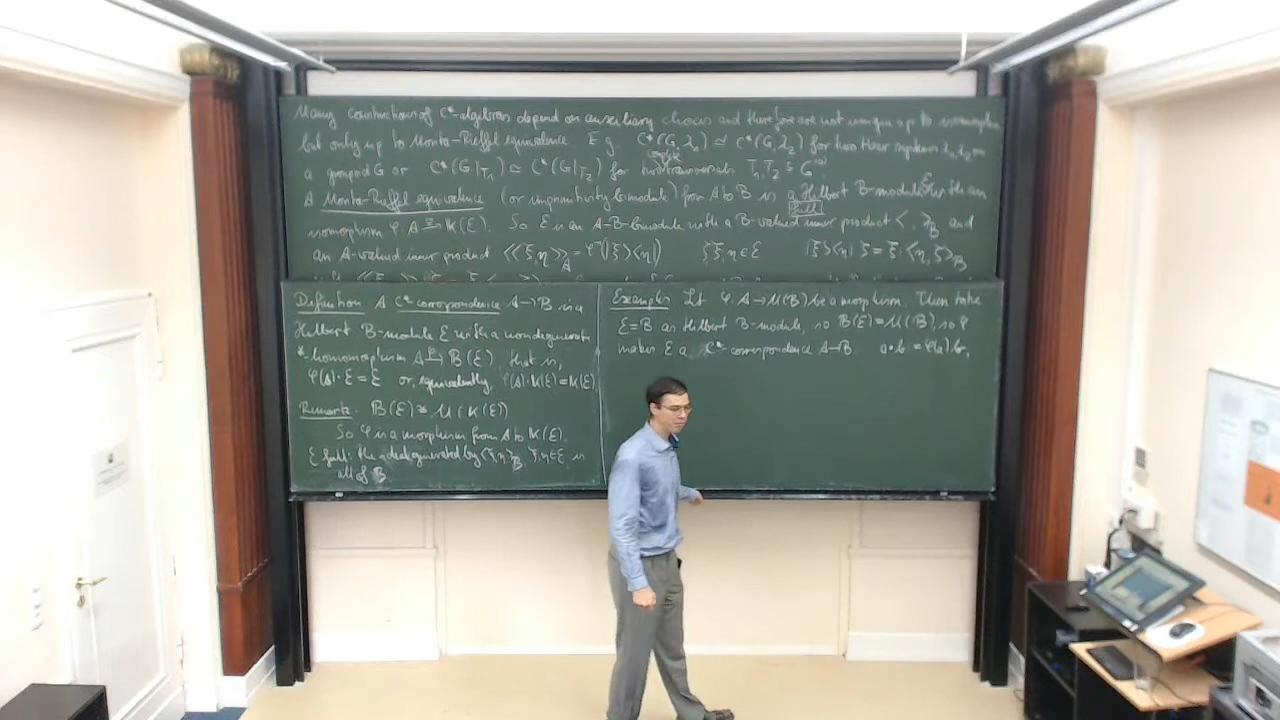 Many constructions of C*-algebras depend on auxiliary choices and therefore are not unique up to isomorphism
but only up to Morita-Rieffel equivalence E.g. C*(G,λ₁) ≃ C*(G,λ₂) for two Haar systems λ₁,λ₂ on
a groupoid G or C*(G|T₁) ≃ C*(G|T₂) for two transversals T₁,T₂ ⊆ G⁽⁰⁾
A Morita-Rieffel equivalence (or imprimitivity bimodule) from A to B is a Hilbert B-module E with an
full
isomorphism φ: A → K(E). So E is an A-B-bimodule with a B-valued inner product < , >_B and
an A-valued inner product <<ξ,η>>_A = φ⁻¹(|ξ><η|) ξ,η∈E |ξ><η| ζ = ξ·<η,ζ>_B
Definition A C*-correspondence A→B is a
Hilbert B-module E with a nondegenerate
*-homomorphism A →φ B(E) that is,
φ(A)·E = E or, equivalently, φ(A)·K(E) = K(E)
Remark. B(E) ≅ M(K(E))
So φ is a morphism from A to K(E).
E full: the ideal generated by <ξ,η>_B, ξ,η∈E is
all of B
Example Let φ: A→M(B) be a morphism. Then take
E=B as Hilbert B-module, so B(E)=M(B), so φ
makes E a C*-correspondence A→B. a•b = φ(a)·b,